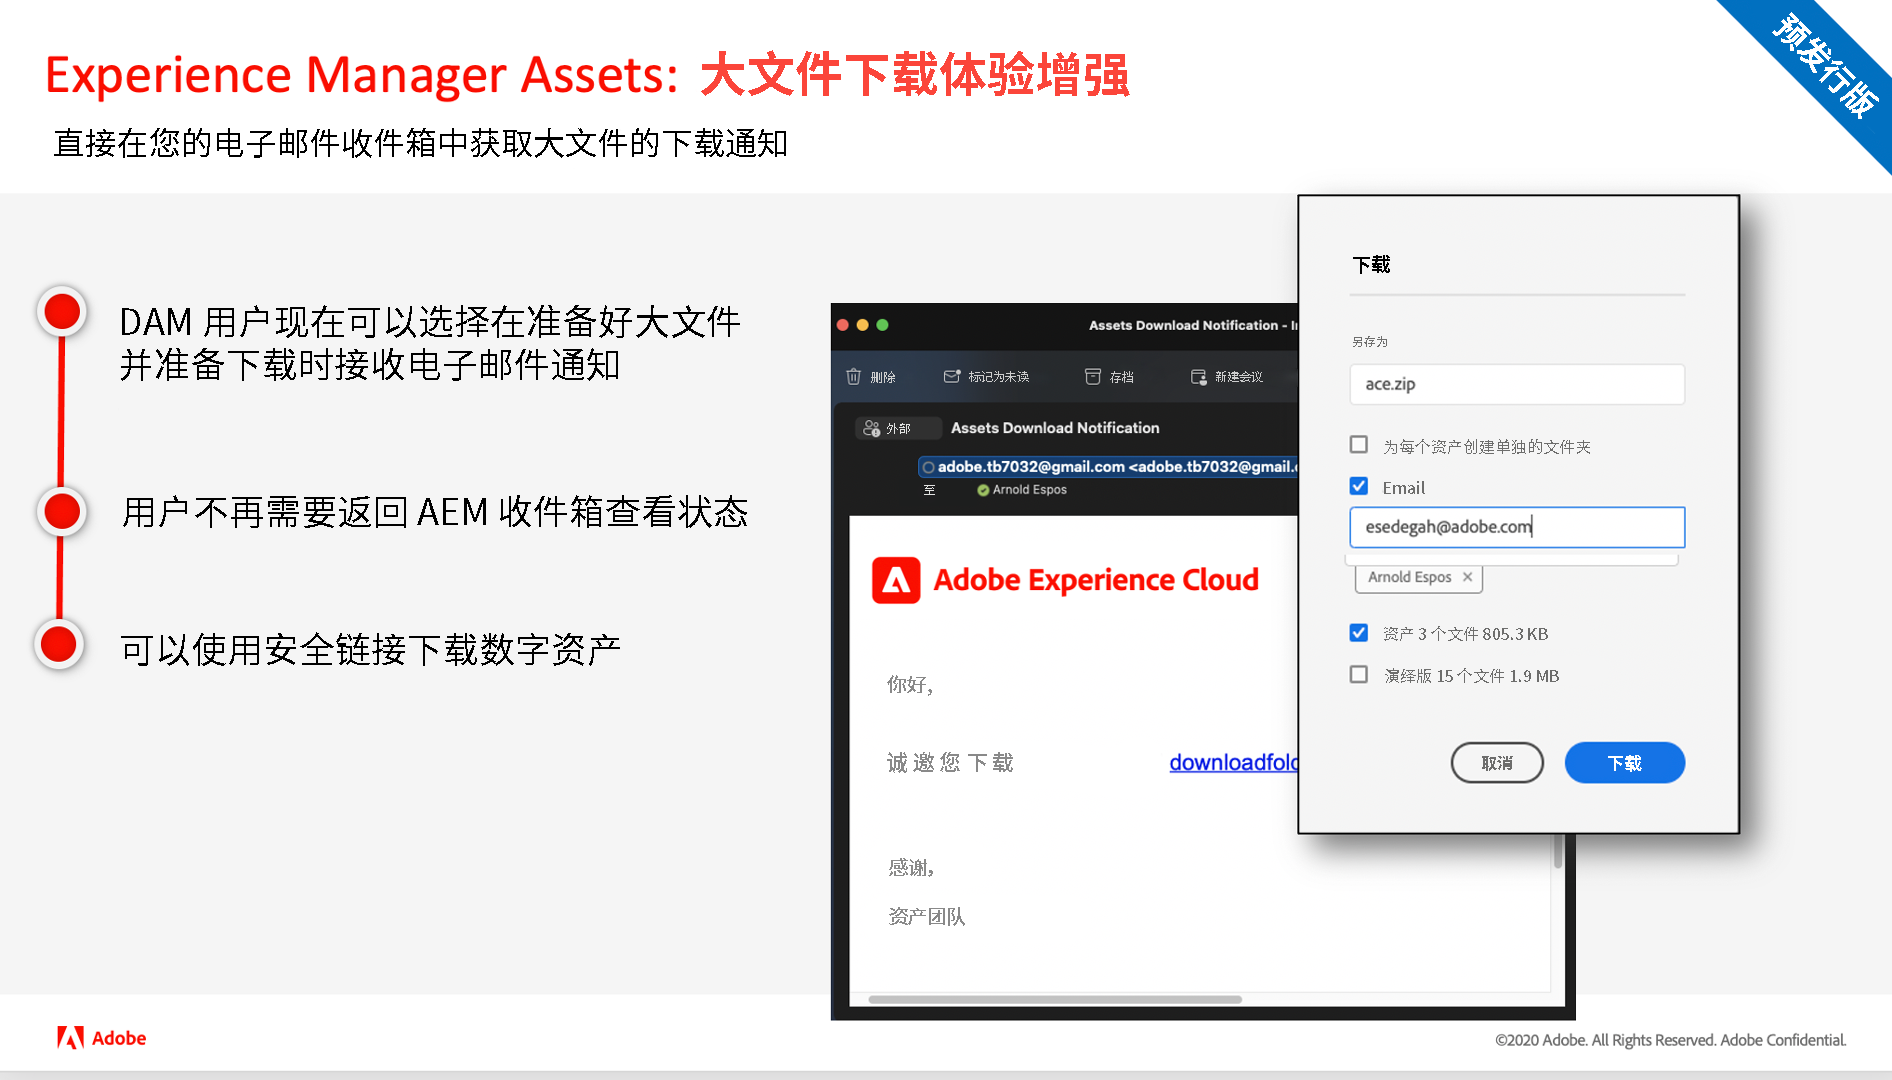 Experience Manager Assets: 大文件下载体验增强
预发行版
直接在您的电子邮件收件箱中获取大文件的下载通知
DAM 用户现在可以选择在准备好大文件
并准备下载时接收电子邮件通知
用户不再需要返回 AEM 收件箱查看状态
可以使用安全链接下载数字资产
Assets Download Notification - I
删除
标记为未读
存档
新建会议
外部
Assets Download Notification
adobe.tb7032@gmail.com <adobe.tb7032@gmail.c
至
Arnold Espos
Adobe Experience Cloud
你好,
诚邀您下载 downloadfolc
感谢,
资产团队
下载
另存为
ace.zip
为每个资产创建单独的文件夹
Email
esedegah@adobe.com
Arnold Espos ×
资产 3 个文件 805.3 KB
演绎版 15 个文件 1.9 MB
取消
下载
Adobe
©2020 Adobe. All Rights Reserved. Adobe Confidential.